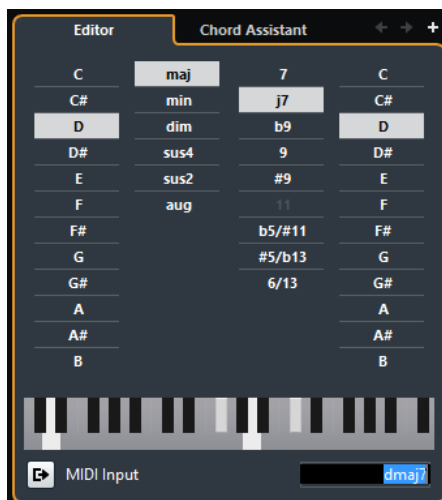 Editor Chord Assistant
C maj 7 C
C# min j7 C#
D dim b9 D
D# sus4 9 D#
E sus2 #9 E
F aug 11 F
F# b5/#11 F#
G #5/b13 G
G# 6/13 G#
A A
A# A#
B B
MIDI Input dmaj7